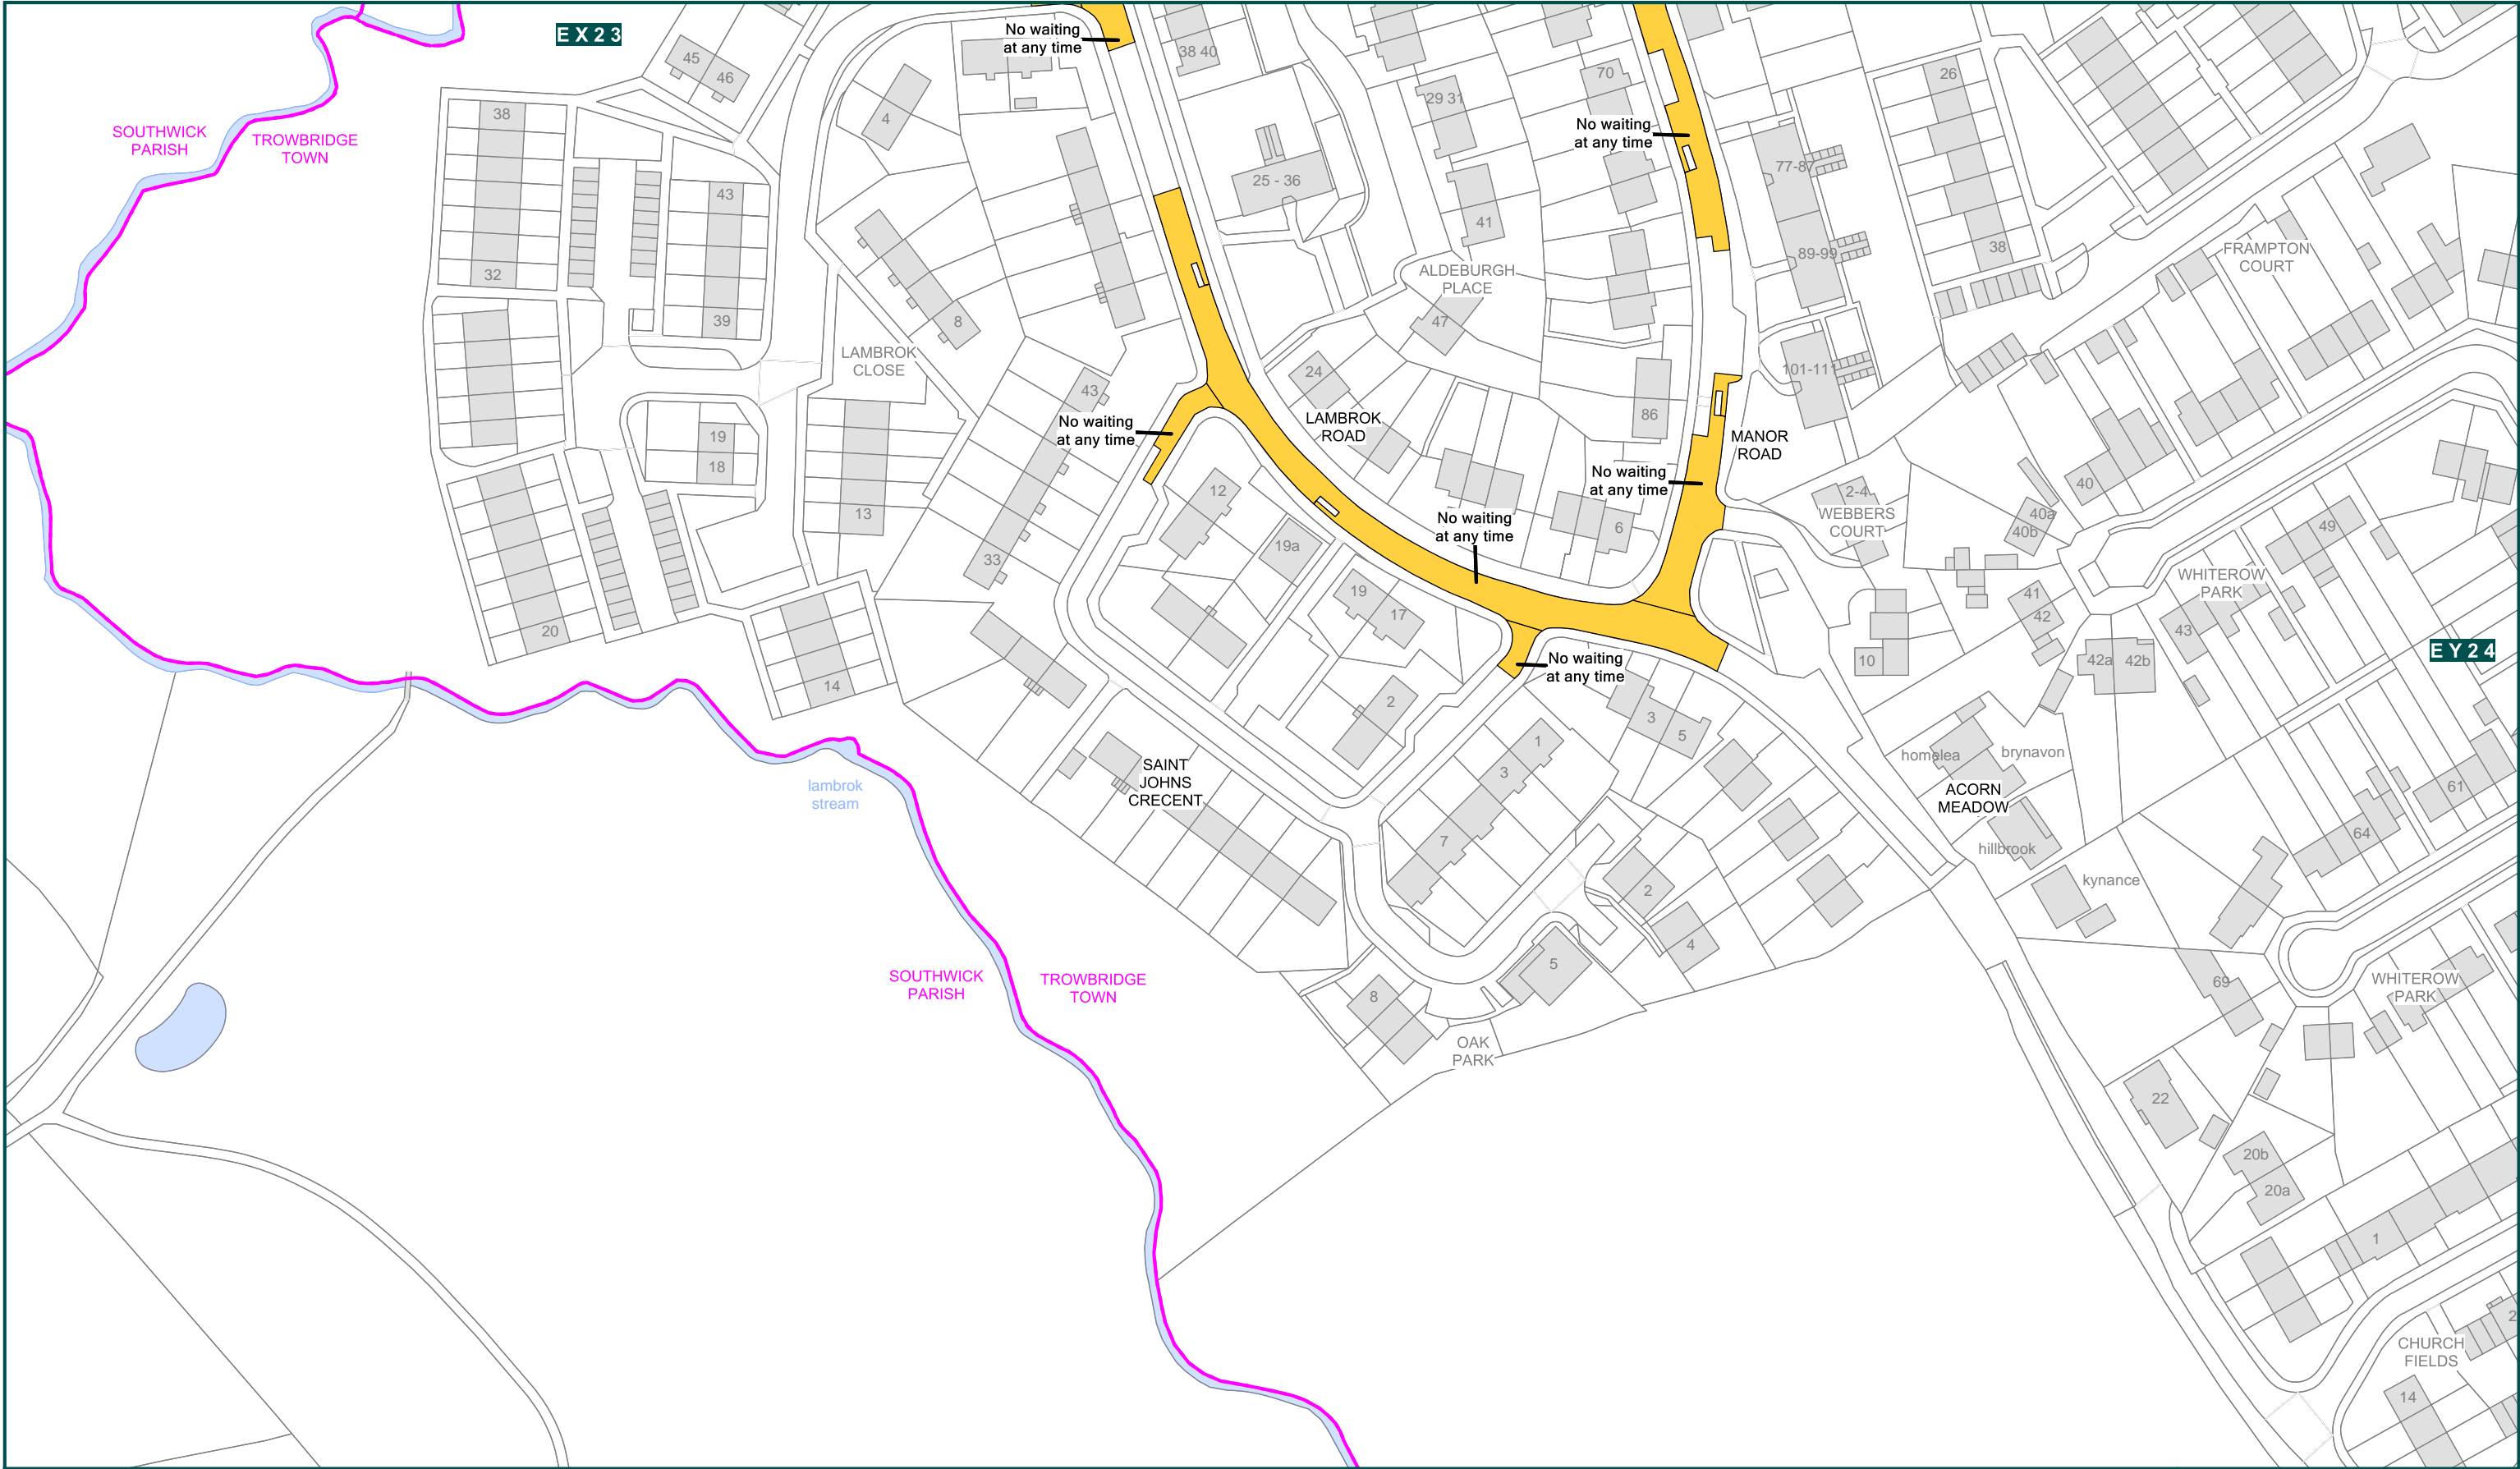 EX23
No waiting
at any time
38 40
45
46
SOUTHWICK
PARISH
TROWBRIDGE
TOWN
38
4
29 31
70
No waiting
at any time
26
77-87
25 - 36
43
41
32
39
8
ALDEBURGH
PLACE
47
89-99
38
FRAMPTON
COURT
LAMBROK
CLOSE
24
101-111
43
LAMBROK
ROAD
86
No waiting
at any time
MANOR
ROAD
19
18
13
12
19a
33
No waiting
at any time
No waiting
at any time
6
2-4
WEBBERS
COURT
40
40a
40b
49
WHITEROW
PARK
43
41
42
42a
42b
EY24
20
14
19
17
2
No waiting
at any time
10
3
5
1
3
7
homelea
brynavon
ACORN
MEADOW
hillbrook
kynance
61
64
lambrok
stream
SAINT
JOHNS
CRECENT
2
4
5
8
OAK
PARK
SOUTHWICK
PARISH
TROWBRIDGE
TOWN
69
WHITEROW
PARK
22
20b
20a
1
2
CHURCH
FIELDS
14